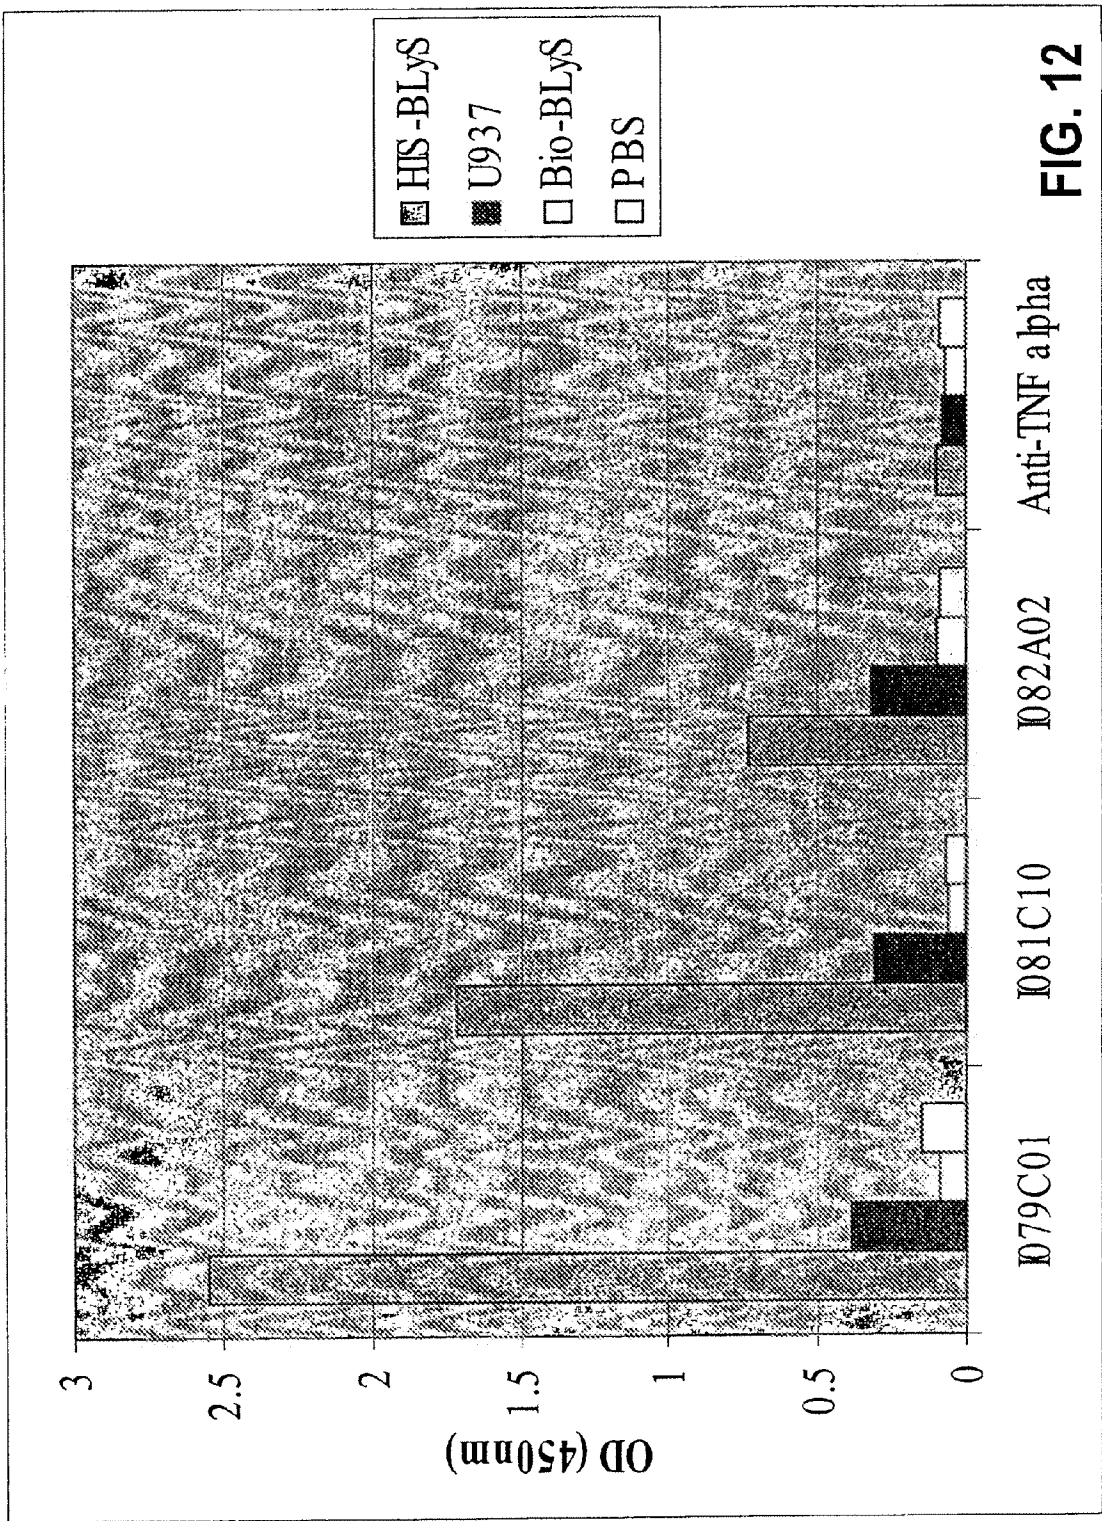 OD (450nm)
3
2.5
2
1.5
1
0.5
0
I079C01
I081C10
I082A02
Anti-TNF alpha
HIS-BLyS
U937
Bio-BLyS
PBS
FIG. 12